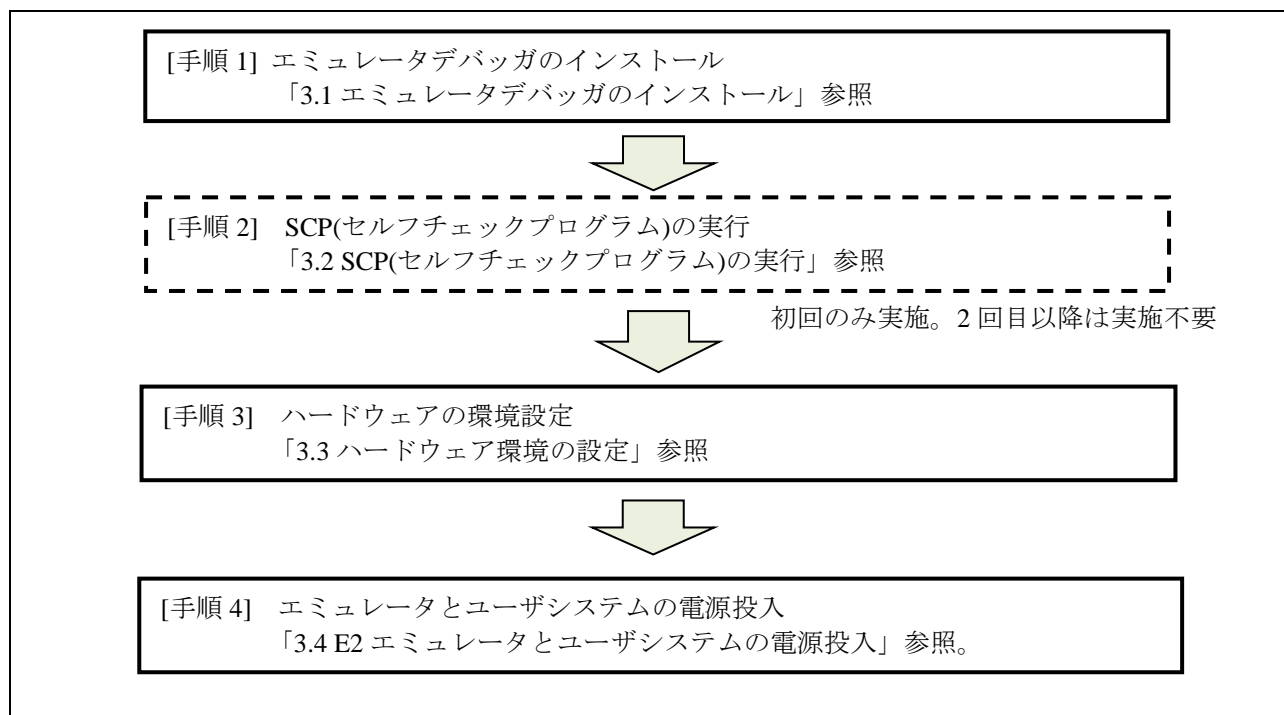 [手順 1] エミュレータデバッガのインストール
「3.1 エミュレータデバッガのインストール」参照
[手順 2] SCP(セルフチェックプログラム)の実行
「3.2 SCP(セルフチェックプログラム)の実行」参照
初回のみ実施。2 回目以降は実施不要
[手順 3] ハードウェアの環境設定
「3.3 ハードウェア環境の設定」参照
[手順 4] エミュレータとユーザシステムの電源投入
「3.4 E2 エミュレータとユーザシステムの電源投入」参照。